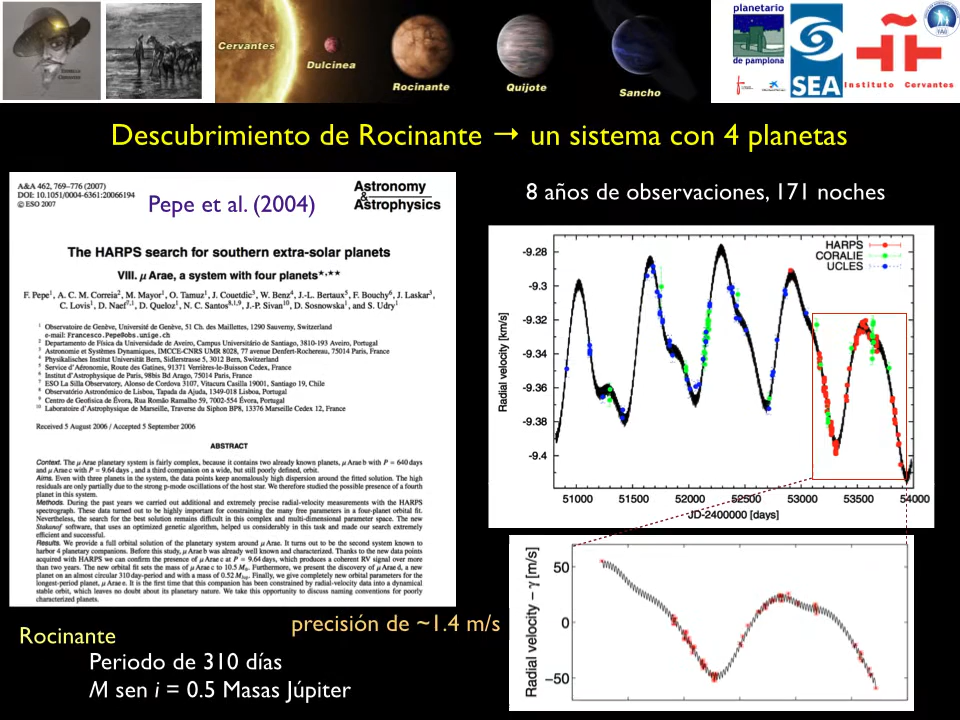 Cervantes
Dulcinea
Rocinante
Quijote
Sancho
planetario
de pamplona
SEA
Instituto Cervantes
Descubrimiento de Rocinante → un sistema con 4 planetas
A&A 462, 769–776 (2007)
DOI: 10.1051/0004-6361:20066194
© ESO 2007
Pepe et al. (2004)
Astronomy
&
Astrophysics
The HARPS search for southern extra-solar planets
VIII. μ Arae, a system with four planets⋆,⋆⋆
F. Pepe1, A. C. M. Correia2, M. Mayor1, O. Tamuz1, J. Couetdic3, W. Benz4, J.-L. Bertaux5, F. Bouchy6, J. Laskar3,
C. Lovis1, D. Naef7,1, D. Queloz1, N. C. Santos8,1,9, J.-P. Sivan10, D. Sosnowska1, and S. Udry1
1 Observatoire de Genève, Université de Genève, 51 Ch. des Maillettes, 1290 Sauverny, Switzerland
e-mail: Francesco.Pepe@obs.unige.ch
2 Departamento de Física da Universidade de Aveiro, Campus Universitário de Santiago, 3810-193 Aveiro, Portugal
3 Astronomie et Systèmes Dynamiques, IMCCE-CNRS UMR 8028, 77 avenue Denfert-Rochereau, 75014 Paris, France
4 Physikalisches Institut Universität Bern, Sidlerstrasse 5, 3012 Bern, Switzerland
5 Service d'Aéronomie, Route des Gatines, 91371 Verrières-le-Buisson Cedex, France
6 Institut d'Astrophysique de Paris, 98bis Bd Arago, 75014 Paris, France
7 ESO La Silla Observatory, Alonso de Cordova 3107, Vitacura Casilla 19001, Santiago 19, Chile
8 Observatório Astronómico de Lisboa, Tapada da Ajuda, 1349-018 Lisboa, Portugal
9 Centro de Geofisica de Évora, Rua Romão Ramalho 59, 7002-554 Évora, Portugal
10 Laboratoire d'Astrophysique de Marseille, Traverse du Siphon BP8, 13376 Marseille Cedex 12, France
Received 5 August 2006 / Accepted 5 September 2006
ABSTRACT
Context. The μ Arae planetary system is fairly complex, because it contains two already known planets, μ Arae b with P = 640 days
and μ Arae c with P = 9.64 days, and a third companion on a wide, but still poorly defined, orbit.
Aims. Even with three planets in the system, the data points keep anomalously high dispersion around the fitted solution. The high
residuals are only partially due to the strong p-mode oscillations of the host star. We therefore studied the possible presence of a fourth
planet in this system.
Methods. During the past years we carried out additional and extremely precise radial-velocity measurements with the HARPS
spectrograph. These data turned out to be highly important for constraining the many free parameters in a four-planet orbital fit.
Nevertheless, the search for the best solution remains difficult in this complex and multi-dimensional parameter space. The new
Stakanof software, that uses an optimized genetic algorithm, helped us considerably in this task and made our search extremely
efficient and successful.
Results. We provide a full orbital solution of the planetary system around μ Arae. It turns out to be the second system known to
harbor 4 planetary companions. Before this study, μ Arae b was already well known and characterized. Thanks to the new data points
acquired with HARPS we can confirm the presence of μ Arae c at P = 9.64 days, which produces a coherent RV signal over more
than two years. The new orbital fit sets the mass of μ Arae c to 10.5 M⊕. Furthermore, we present the discovery of μ Arae d, a new
planet on an almost circular 310 day-period and with a mass of 0.52 MJup. Finally, we give completely new orbital parameters for the
longest-period planet, μ Arae e. It is the first time that this companion has been constrained by radial-velocity data into a dynamical
stable orbit, which leaves no doubt about its planetary nature. We take this opportunity to discuss naming conventions for poorly
characterized planets.
8 años de observaciones, 171 noches
HARPS
CORALIE
UCLES
-9.28
-9.3
-9.32
-9.34
-9.36
-9.38
-9.4
Radial velocity [km/s]
51000 51500 52000 52500 53000 53500 54000
JD-2400000 [days]
Radial velocity − γ [m/s]
50
0
−50
precisión de ~1.4 m/s
Rocinante
Periodo de 310 días
M sen i = 0.5 Masas Júpiter